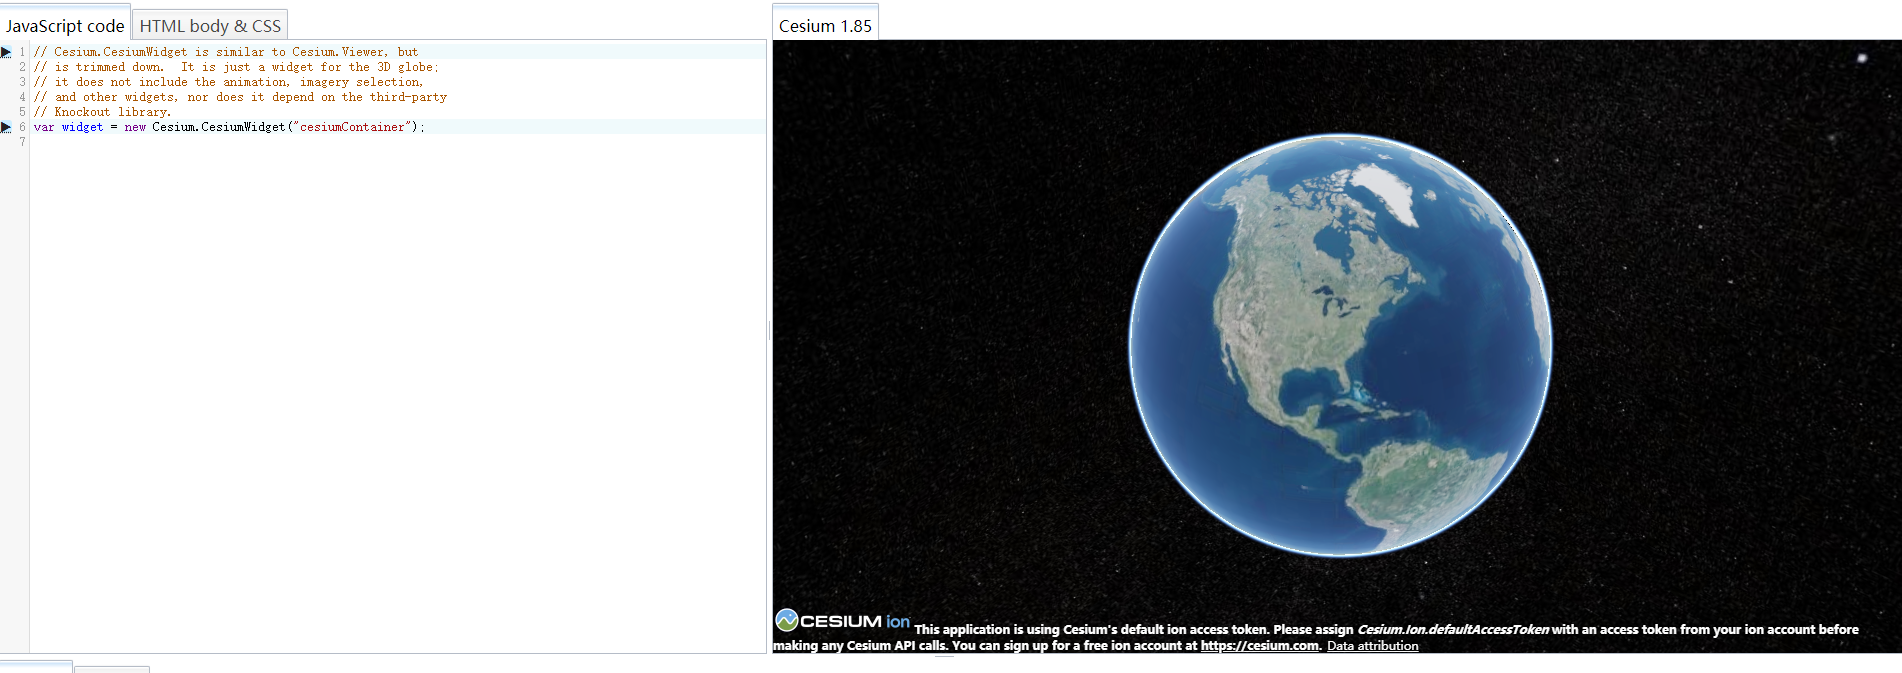 JavaScript code
HTML body & CSS
1 // Cesium.CesiumWidget is similar to Cesium.Viewer, but
2 // is trimmed down.  It is just a widget for the 3D globe;
3 // it does not include the animation, imagery selection,
4 // and other widgets, nor does it depend on the third-party
5 // Knockout library.
6 var widget = new Cesium.CesiumWidget("cesiumContainer");
7
Cesium 1.85
CESIUM ion This application is using Cesium's default ion access token. Please assign Cesium.Ion.defaultAccessToken with an access token from your ion account before
making any Cesium API calls. You can sign up for a free ion account at https://cesium.com. Data attribution